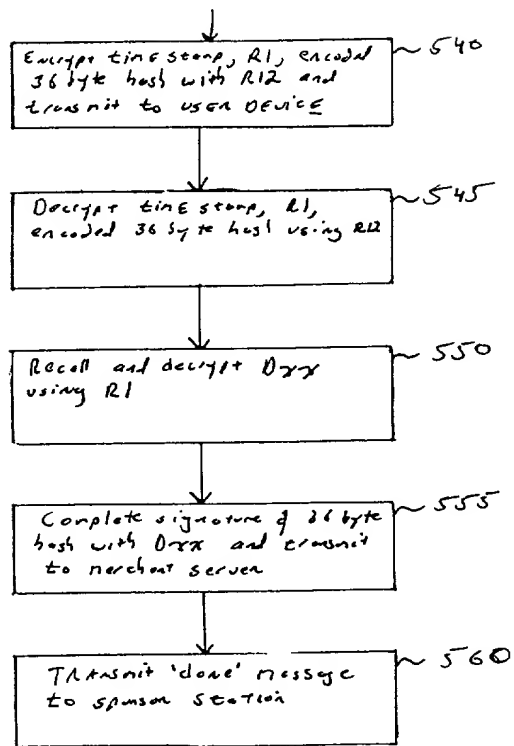 Encrypt timE stamp, R1, encoded
36 byte hash with R12 and
transmit to USER DEVICE
540
Decrypt timE stamp, R1,
encoded 36 byte hash using R12
545
Recall and decrypt Dxx
using R1
550
Complete signature of 36 byte
hash with Dxx and transmit
to merchant server
555
TRAnsmit 'done' message
to sponsor station
560